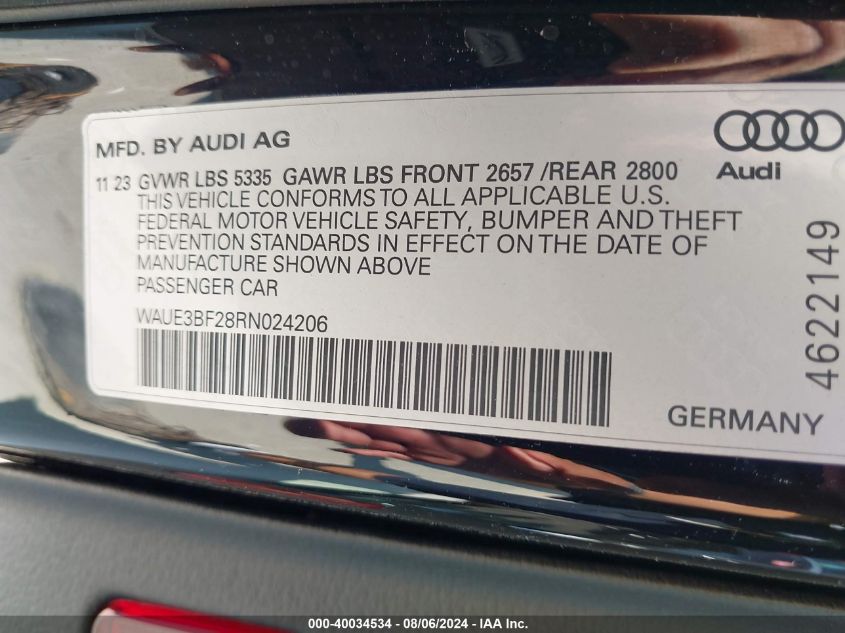 MFD. BY AUDI AG
Audi
11 23 GVWR LBS 5335 GAWR LBS FRONT 2657 /REAR 2800
THIS VEHICLE CONFORMS TO ALL APPLICABLE U.S.
FEDERAL MOTOR VEHICLE SAFETY, BUMPER AND THEFT
PREVENTION STANDARDS IN EFFECT ON THE DATE OF
MANUFACTURE SHOWN ABOVE
PASSENGER CAR
WAUE3BF28RN024206
4622149
GERMANY
000-40034534 - 08/06/2024 - IAA Inc.